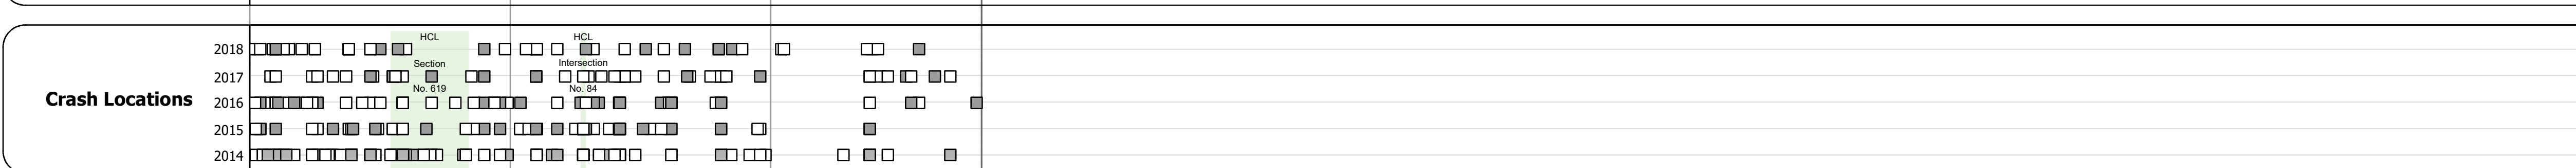 HCL HCL
2018
Section Intersection
2017
No. 619 No. 84
Crash Locations
2016
2015
2014